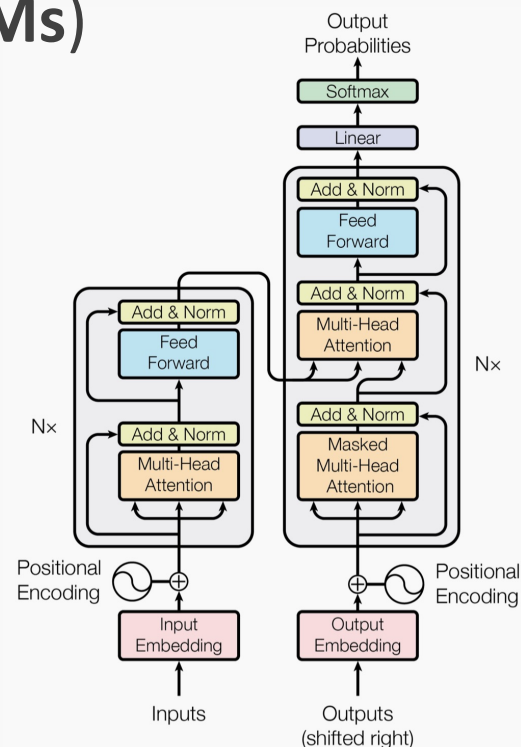 Ms)
Output
Probabilities
Softmax
Linear
Add & Norm
Feed
Forward
Add & Norm
Multi-Head
Attention
Nx
Add & Norm
Masked
Multi-Head
Attention
Add & Norm
Feed
Forward
Nx
Add & Norm
Multi-Head
Attention
Positional
Encoding
Positional
Encoding
Input
Embedding
Output
Embedding
Inputs
Outputs
(shifted right)